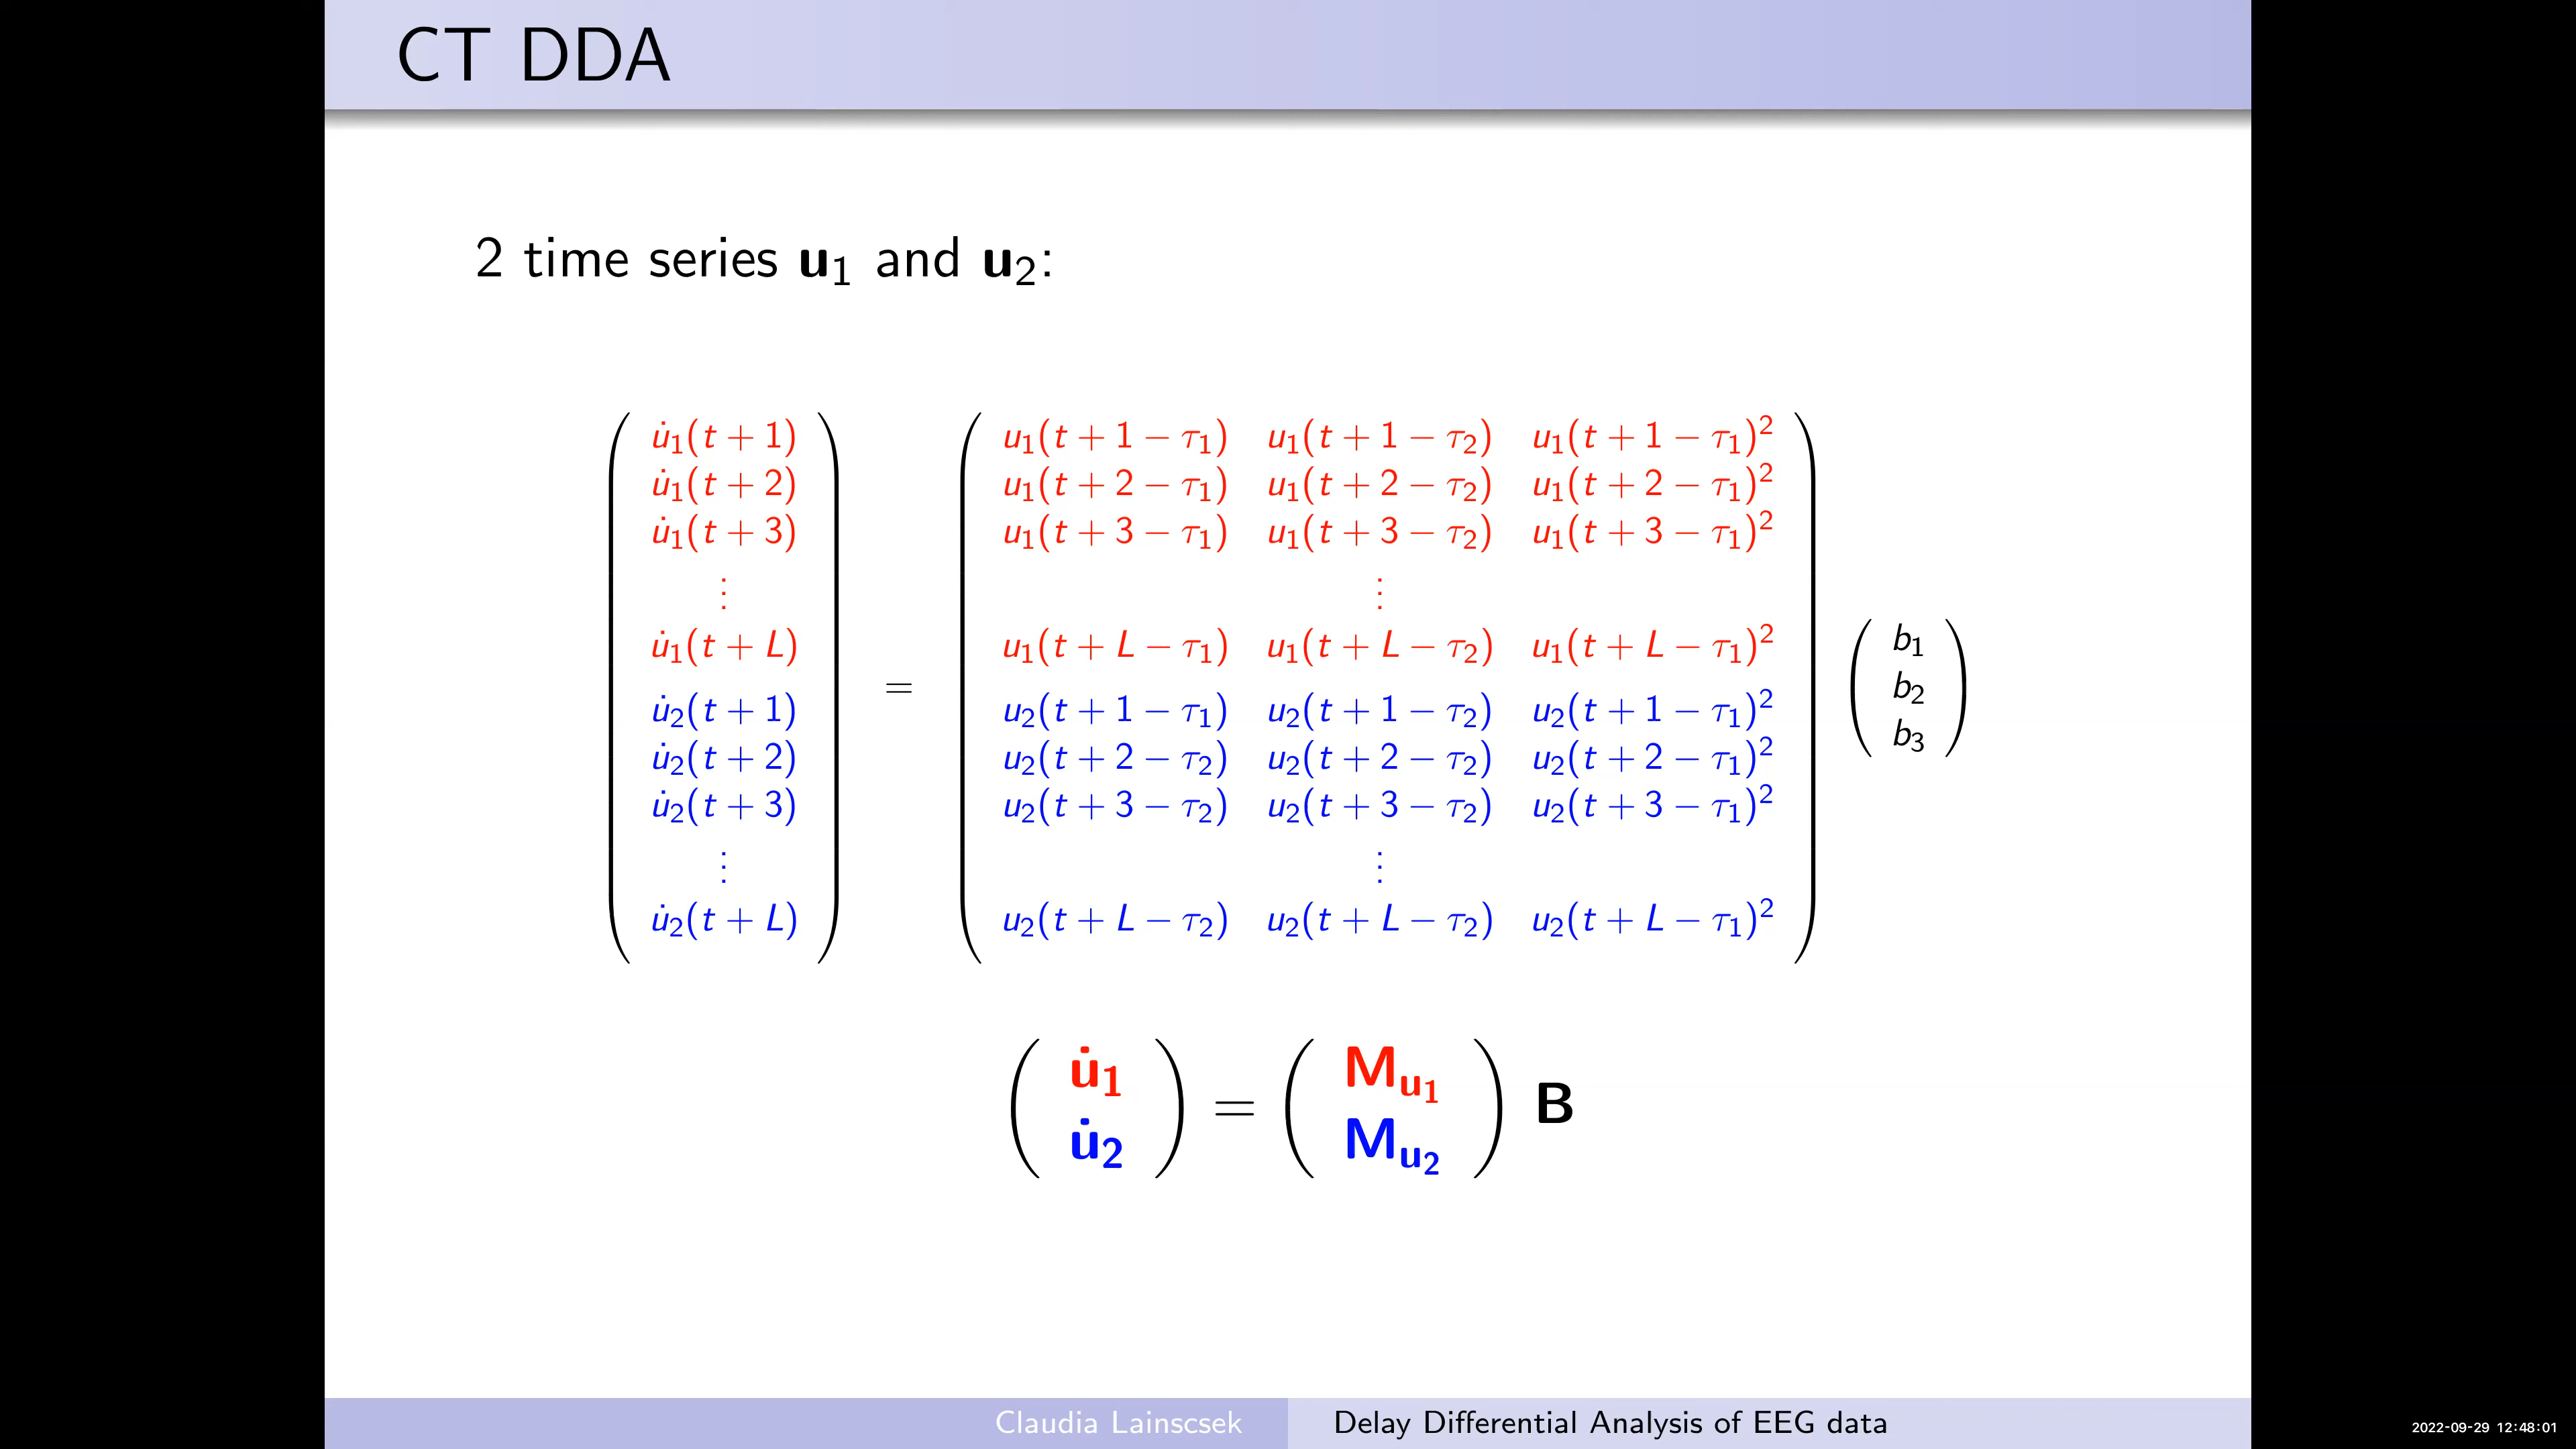 CT DDA
2 time series u₁ and u₂:
u̇₁(t + 1) u₁(t + 1 − τ₁) u₁(t + 1 − τ₂) u₁(t + 1 − τ₁)²
u̇₁(t + 2) u₁(t + 2 − τ₁) u₁(t + 2 − τ₂) u₁(t + 2 − τ₁)²
u̇₁(t + 3) u₁(t + 3 − τ₁) u₁(t + 3 − τ₂) u₁(t + 3 − τ₁)²
⋮ ⋮
u̇₁(t + L) u₁(t + L − τ₁) u₁(t + L − τ₂) u₁(t + L − τ₁)² b₁
= b₂
u̇₂(t + 1) u₂(t + 1 − τ₁) u₂(t + 1 − τ₂) u₂(t + 1 − τ₁)² b₃
u̇₂(t + 2) u₂(t + 2 − τ₂) u₂(t + 2 − τ₂) u₂(t + 2 − τ₁)²
u̇₂(t + 3) u₂(t + 3 − τ₂) u₂(t + 3 − τ₂) u₂(t + 3 − τ₁)²
⋮ ⋮
u̇₂(t + L) u₂(t + L − τ₂) u₂(t + L − τ₂) u₂(t + L − τ₁)²
( u̇₁ ) = ( M_u₁ ) B
( u̇₂ ) ( M_u₂ )
Claudia Lainscsek Delay Differential Analysis of EEG data
2022-09-29 12:48:01